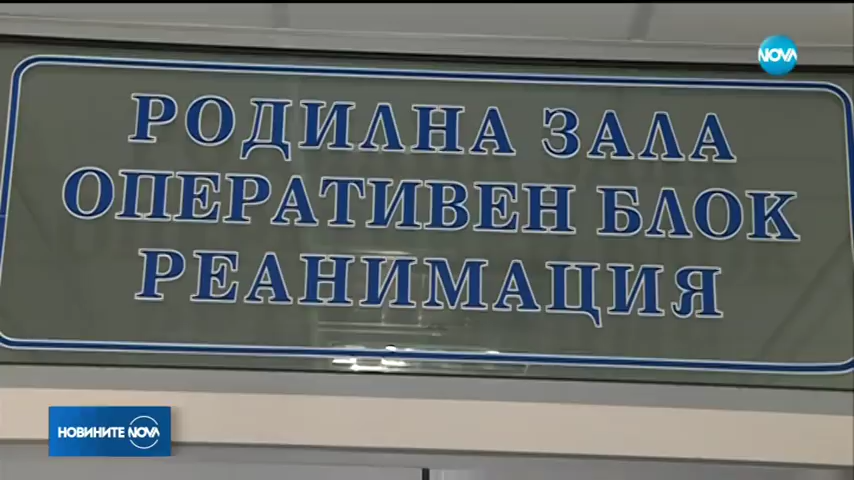 NOVA
РОДИЛНА ЗАЛА
ОПЕРАТИВЕН БЛОК
РЕАНИМАЦИЯ
НОВИНИТЕ NOVA